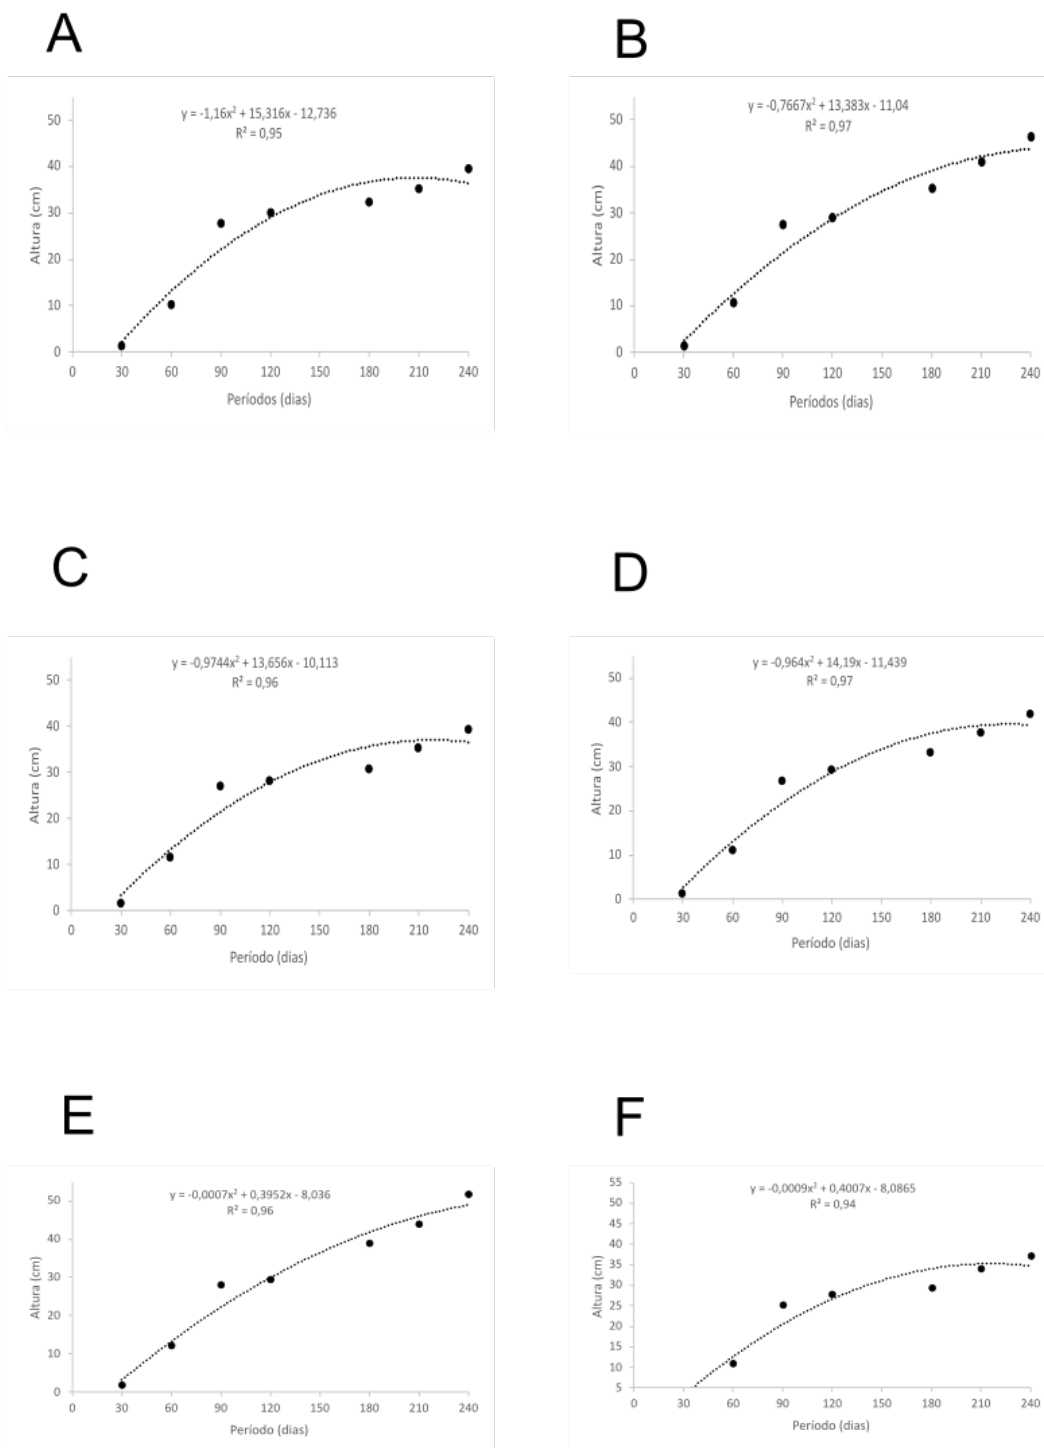 A
y = -1,16x² + 15,316x - 12,736
R² = 0,95
50
40
30
20
10
0
Altura (cm)
0 30 60 90 120 150 180 210 240
Períodos (dias)
B
y = -0,7667x² + 13,383x - 11,04
R² = 0,97
50
40
30
20
10
0
Altura (cm)
0 30 60 90 120 150 180 210 240
Períodos (dias)
C
y = -0,9744x² + 13,656x - 10,113
R² = 0,96
50
40
30
20
10
0
Altura (cm)
0 30 60 90 120 150 180 210 240
Período (dias)
D
y = -0,964x² + 14,19x - 11,439
R² = 0,97
50
40
30
20
10
0
Altura (cm)
0 30 60 90 120 150 180 210 240
Período (dias)
E
y = -0,0007x² + 0,3952x - 8,036
R² = 0,96
50
40
30
20
10
0
Altura (cm)
0 30 60 90 120 150 180 210 240
Período (dias)
F
y = -0,0009x² + 0,4007x - 8,0865
R² = 0,94
55
50
45
40
35
30
25
20
15
10
5
Altura (cm)
0 30 60 90 120 150 180 210 240
Período (dias)